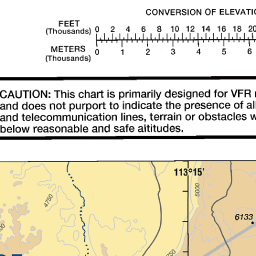 CONVERSION OF ELEVATIO
FEET
(Thousands)
0 2 4 6 8 10 12 14 16 18 20
METERS
(Thousands)
0 1 2 3 4 5 6
CAUTION: This chart is primarily designed for VFR
and does not purport to indicate the presence of al
and telecommunication lines, terrain or obstacles w
below reasonable and safe altitudes.
113°15'
5030
4750
6133
4750